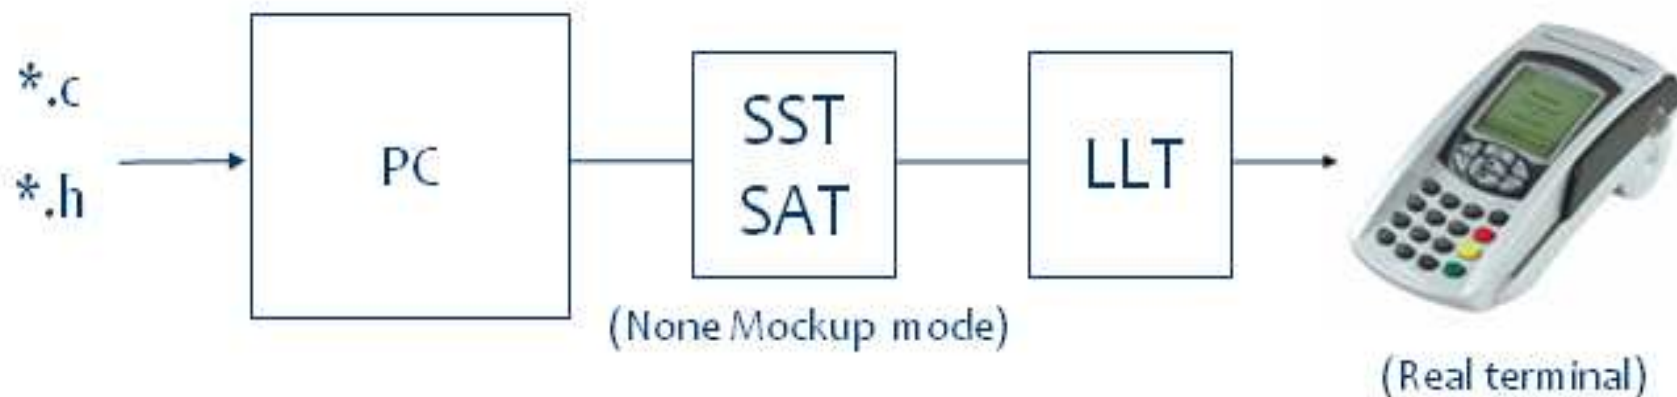 *.c
*.h
PC
SST
SAT
(None Mockup mode)
LLT
(Real terminal)